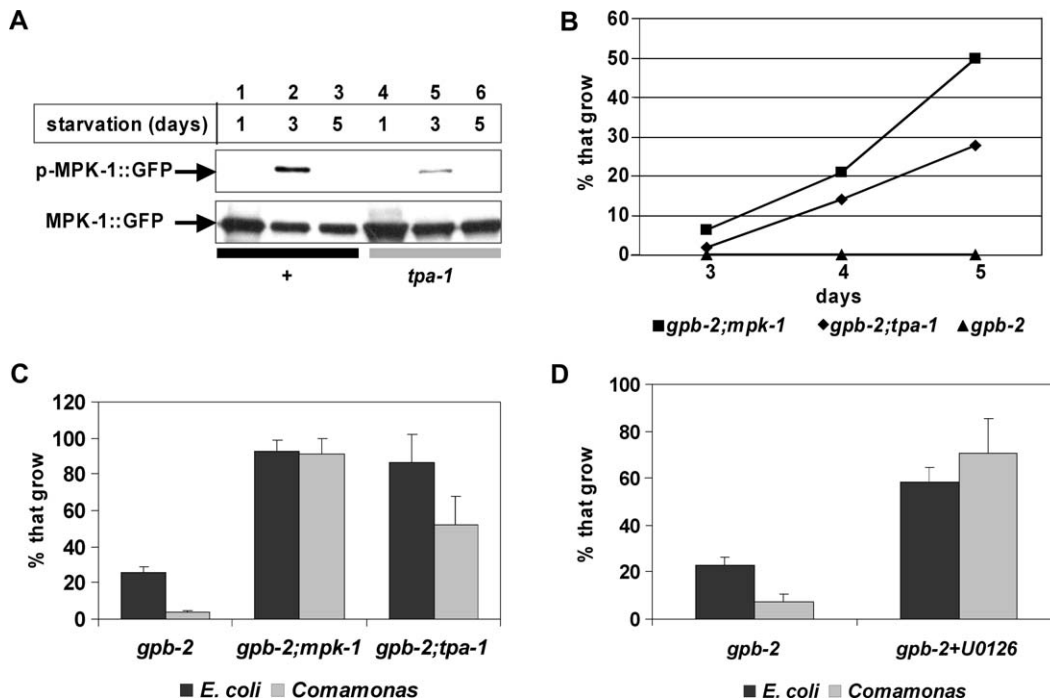 A
1 2 3 4 5 6
starvation (days) 1 3 5 1 3 5
p-MPK-1::GFP
MPK-1::GFP
+ tpa-1
B
% that grow
60
50
40
30
20
10
0
3 4 5
days
gpb-2;mpk-1 gpb-2;tpa-1 gpb-2
C
% that grow
120
100
80
60
40
20
0
gpb-2 gpb-2;mpk-1 gpb-2;tpa-1
E. coli Comamonas
D
% that grow
100
80
60
40
20
0
gpb-2 gpb-2+U0126
E. coli Comamonas